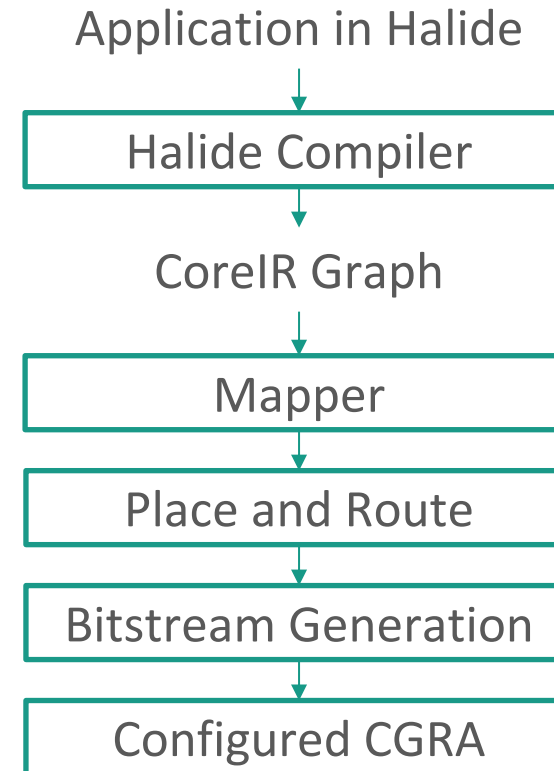 Application in Halide
Halide Compiler
CoreIR Graph
Mapper
Place and Route
Bitstream Generation
Configured CGRA